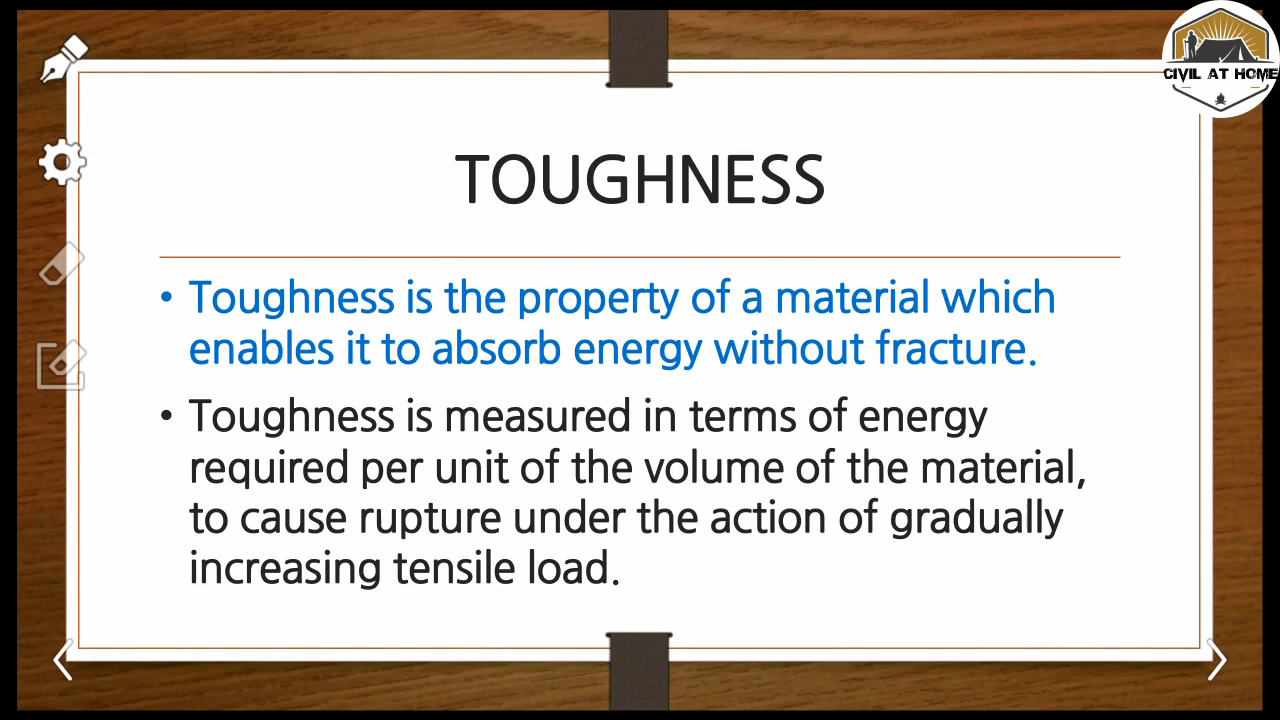 CIVIL AT HOME
TOUGHNESS
• Toughness is the property of a material which
enables it to absorb energy without fracture.
• Toughness is measured in terms of energy
required per unit of the volume of the material,
to cause rupture under the action of gradually
increasing tensile load.